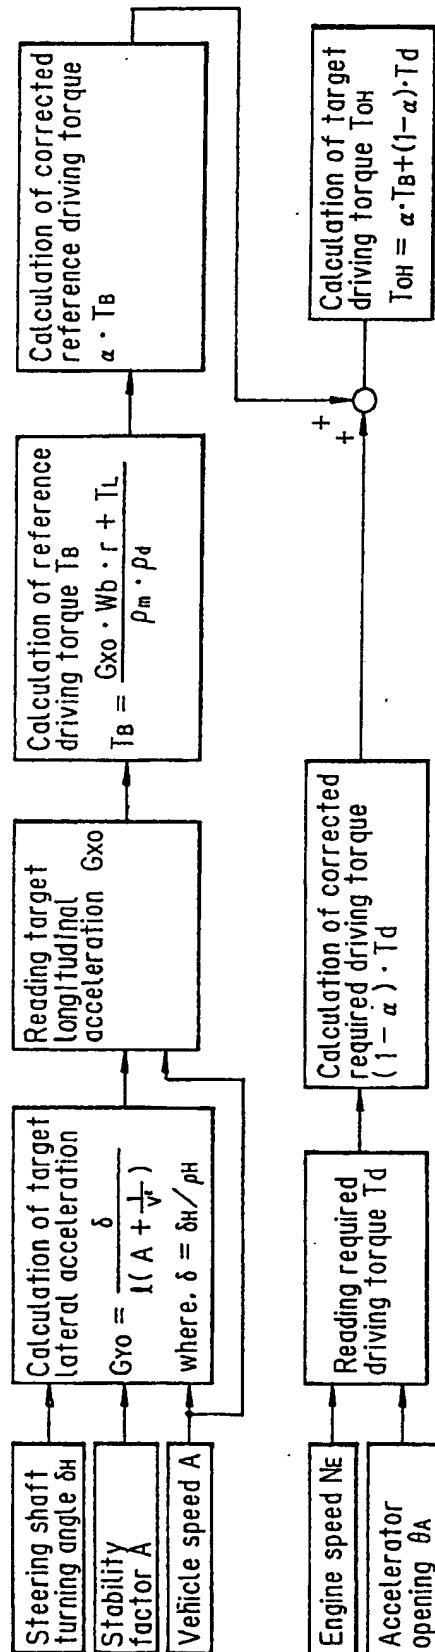 Steering shaft
turning angle δH
Stability
factor A
Vehicle speed A
Calculation of target
lateral acceleration
GYO = δ / l( A + 1/V² )
where, δ = δH/ρH
Reading target
longitudinal
acceleration GXO
Calculation of reference
driving torque TB
TB = GXO · Wb · r + TL / ρm · ρd
Calculation of corrected
reference driving torque
α · TB
Engine speed NE
Accelerator
opening θA
Reading required
driving torque Td
Calculation of corrected
required driving torque
(1 - α) · Td
+
+
Calculation of target
driving torque TOH
TOH = α·TB+(1-α)·Td